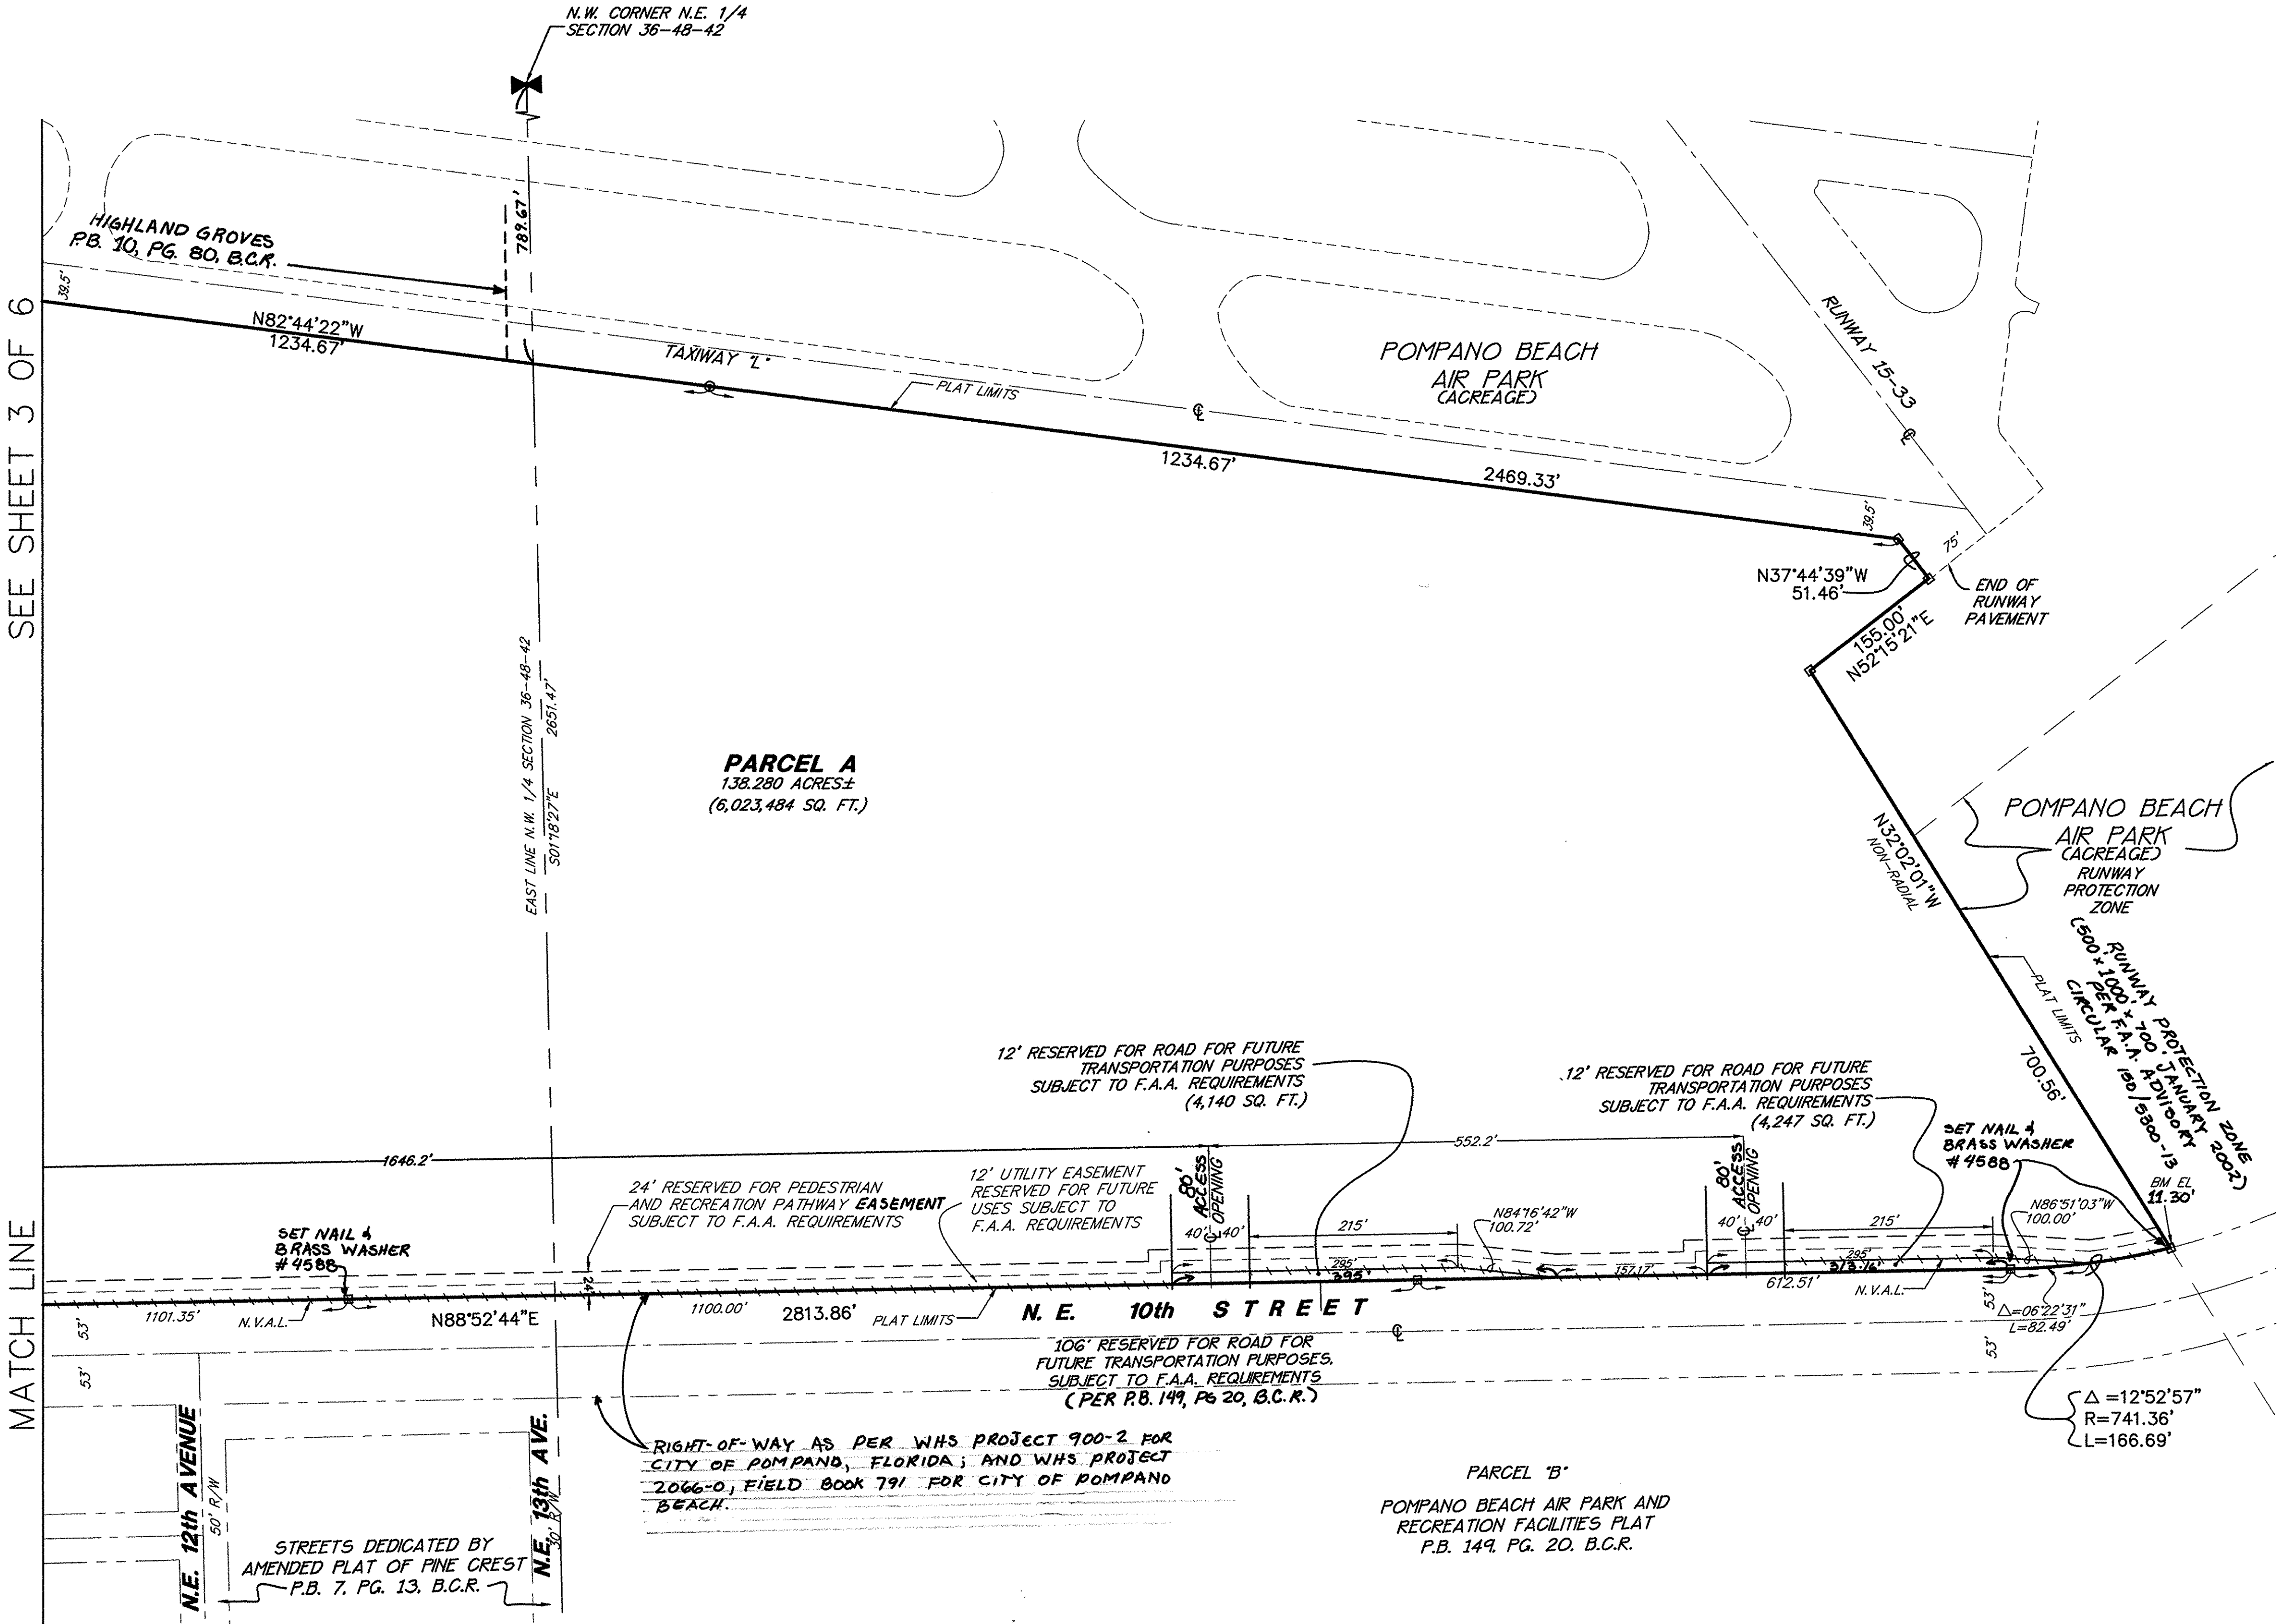 N.W. CORNER N.E. 1/4
SECTION 36-48-42
SEE SHEET 3 OF 6
MATCH LINE
HIGHLAND GROVES
P.B. 10, PG. 80, B.C.R.
789.67'
39.5'
N82°44'22"W
1234.67'
TAXIWAY "L"
PLAT LIMITS
℄
1234.67'
2469.33'
POMPANO BEACH
AIR PARK
(ACREAGE)
RUNWAY 15-33
℄
39.5'
75'
N37°44'39"W
51.46'
END OF
RUNWAY
PAVEMENT
155.00'
N52°15'21"E
EAST LINE N.W. 1/4 SECTION 36-48-42
S01°18'27"E 2651.47'
PARCEL A
138.280 ACRES±
(6,023,484 SQ. FT.)
POMPANO BEACH
AIR PARK
(ACREAGE)
RUNWAY
PROTECTION
ZONE
N32°02'01"W
NON-RADIAL
PLAT LIMITS
700.56'
RUNWAY PROTECTION ZONE
(500' x 1000' x 700' JANUARY 2002)
PER F.A.A. ADVISORY
CIRCULAR 150/5300-13
12' RESERVED FOR ROAD FOR FUTURE
TRANSPORTATION PURPOSES
SUBJECT TO F.A.A. REQUIREMENTS
(4,140 SQ. FT.)
12' RESERVED FOR ROAD FOR FUTURE
TRANSPORTATION PURPOSES
SUBJECT TO F.A.A. REQUIREMENTS
(4,247 SQ. FT.)
SET NAIL &
BRASS WASHER
#4588
BM EL
11.30'
1646.2'
552.2'
24' RESERVED FOR PEDESTRIAN
AND RECREATION PATHWAY EASEMENT
SUBJECT TO F.A.A. REQUIREMENTS
12' UTILITY EASEMENT
RESERVED FOR FUTURE
USES SUBJECT TO
F.A.A. REQUIREMENTS
80'
ACCESS
OPENING
40' ℄ 40'
215'
N84°16'42"W
100.72'
80'
ACCESS
OPENING
40' ℄ 40'
215'
N86°51'03"W
100.00'
SET NAIL &
BRASS WASHER
#4588
24'
295'
395'
157.17'
295'
612.51'
N.V.A.L.
1101.35'
N.V.A.L.
N88°52'44"E
1100.00'
2813.86'
PLAT LIMITS
N. E. 10th STREET
℄
53'
53'
53'
53'
Δ=06°22'31"
L=82.49'
106' RESERVED FOR ROAD FOR
FUTURE TRANSPORTATION PURPOSES,
SUBJECT TO F.A.A. REQUIREMENTS
(PER P.B. 149, PG 20, B.C.R.)
Δ =12°52'57"
R=741.36'
L=166.69'
RIGHT-OF-WAY AS PER WHS PROJECT 900-2 FOR
CITY OF POMPANO, FLORIDA; AND WHS PROJECT
2066-0, FIELD BOOK 791 FOR CITY OF POMPANO
BEACH.
PARCEL "B"
POMPANO BEACH AIR PARK AND
RECREATION FACILITIES PLAT
P.B. 149, PG. 20, B.C.R.
N.E. 12th AVENUE
50' R/W
N.E. 13th AVE.
30' R/W
STREETS DEDICATED BY
AMENDED PLAT OF PINE CREST
P.B. 7, PG. 13, B.C.R.